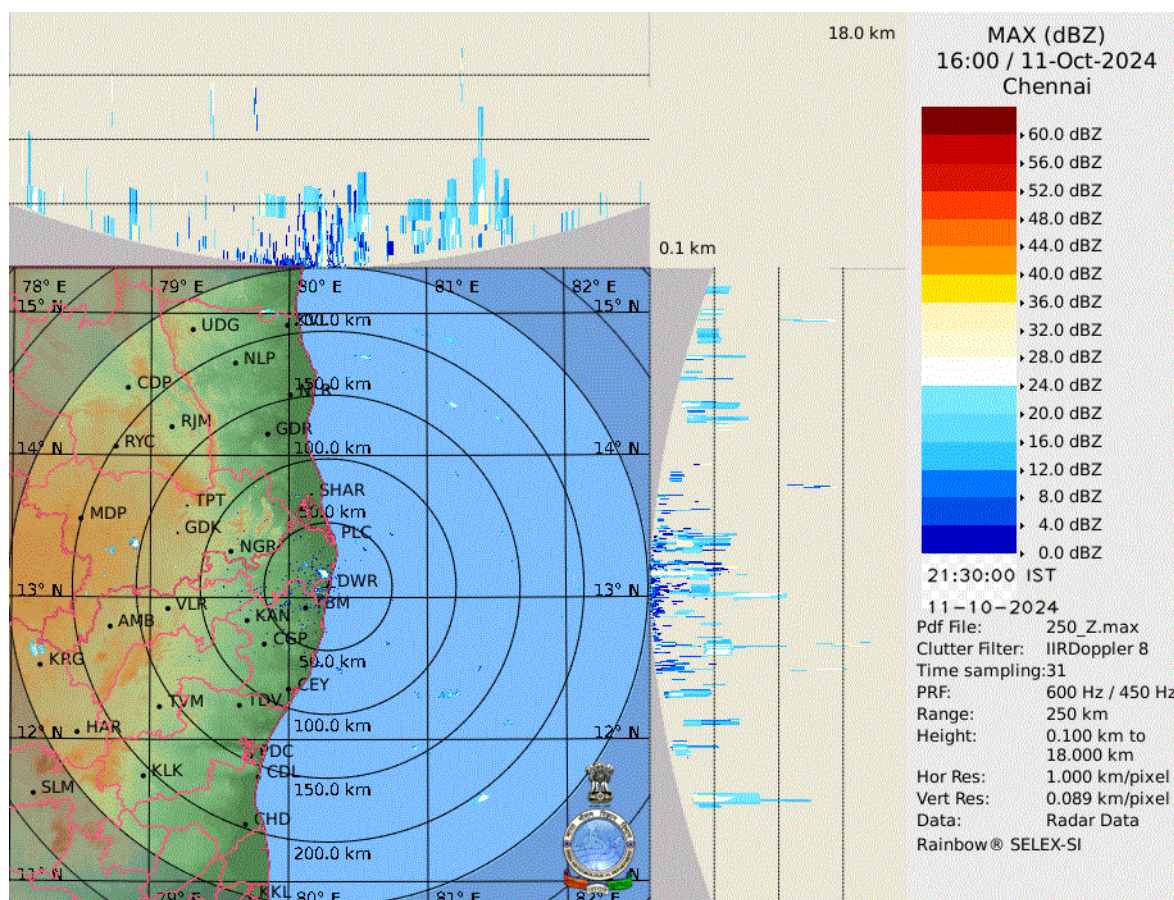 18.0 km
0.1 km
MAX (dBZ)
16:00 / 11-Oct-2024
Chennai
60.0 dBZ
56.0 dBZ
52.0 dBZ
48.0 dBZ
44.0 dBZ
40.0 dBZ
36.0 dBZ
32.0 dBZ
28.0 dBZ
24.0 dBZ
20.0 dBZ
16.0 dBZ
12.0 dBZ
8.0 dBZ
4.0 dBZ
0.0 dBZ
21:30:00 IST
11-10-2024
Pdf File: 250_Z.max
Clutter Filter: IIRDoppler 8
Time sampling:31
PRF: 600 Hz / 450 Hz
Range: 250 km
Height: 0.100 km to
18.000 km
Hor Res: 1.000 km/pixel
Vert Res: 0.089 km/pixel
Data: Radar Data
Rainbow® SELEX-SI
78° E 79° E 80° E 81° E 82° E
15° N 15° N
UDG
NLP
150.0 km
CDP
RJM
GDR
RYC
100.0 km
14° N 14° N
SHAR
TPT
50.0 km
MDP
GDK
PLC
NGR
DWR
13° N 13° N
VLR
KAN
AMB
CGP
KRG
50.0 km
CEY
TVM
TDV
100.0 km
HAR
12° N 12° N
PDC
KLK
CDL
SLM
150.0 km
CHD
200.0 km
11° N 11° N
KKL
79° E 80° E 81° E 82° E